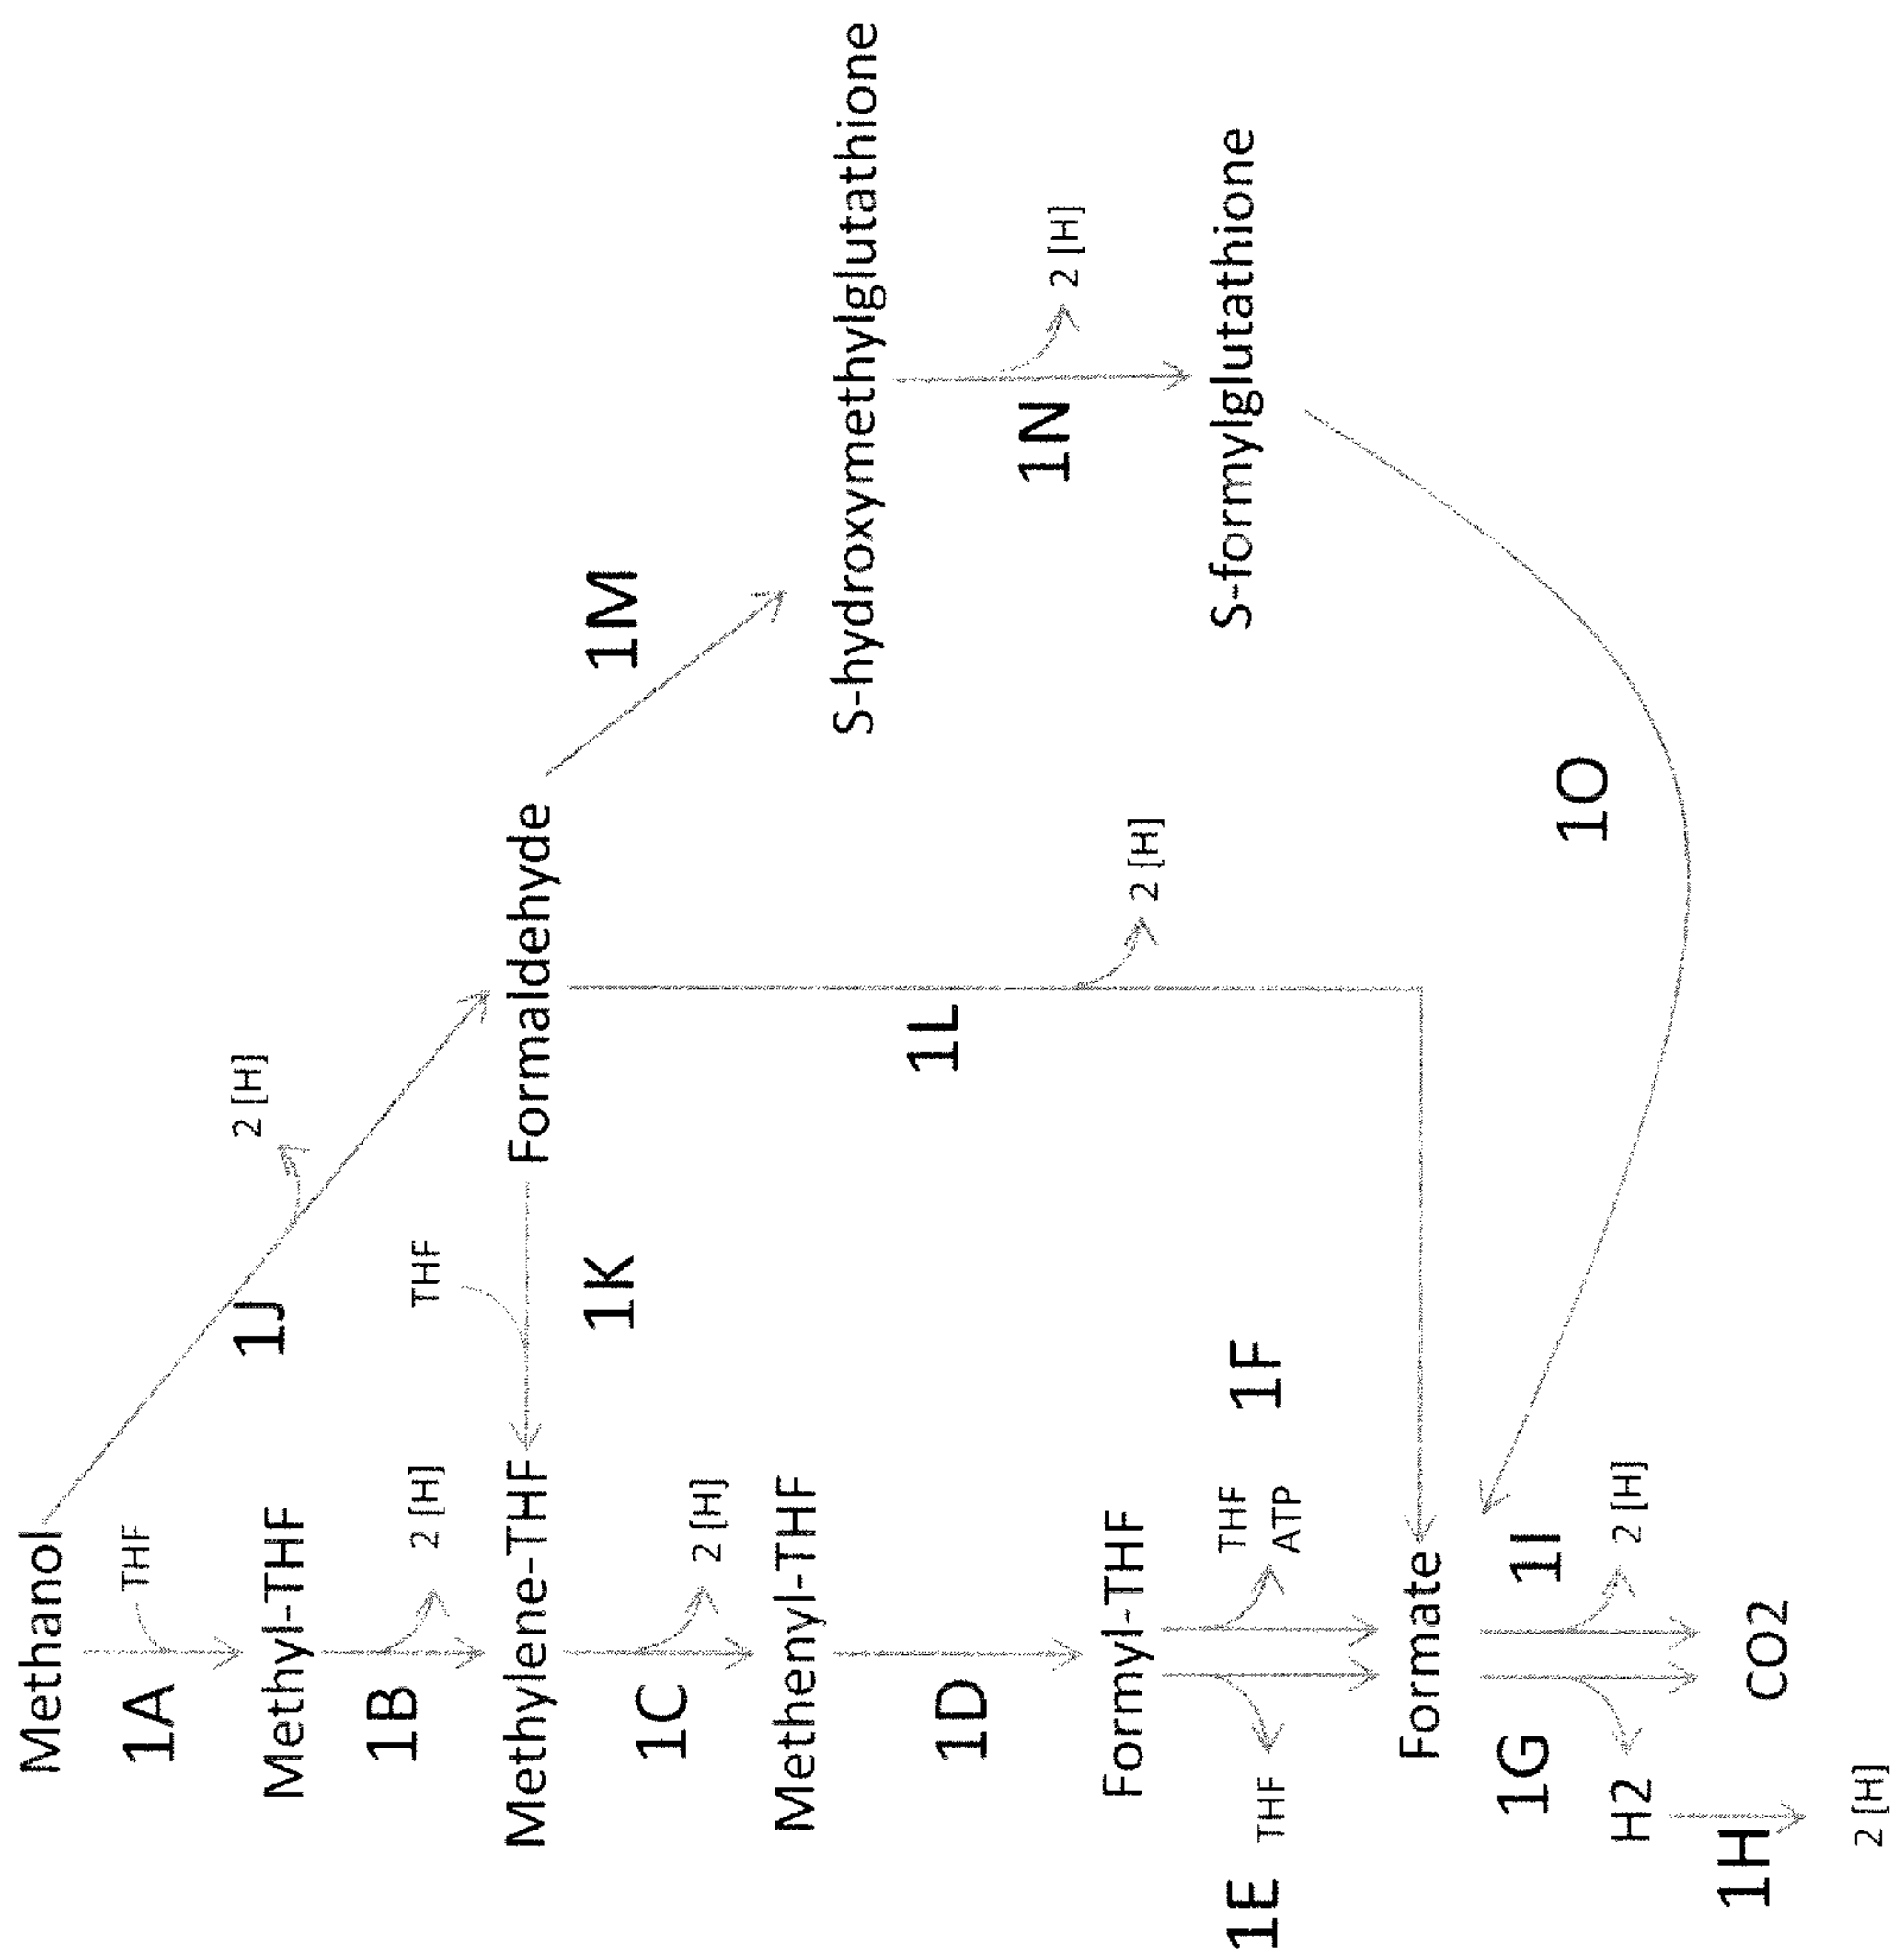 Methanol
1A
THF
1J
2 [H]
Methyl-THF
1B
2 [H]
THF
1K
Methylene-THF
Formaldehyde
1M
1C
2 [H]
Methenyl-THF
S-hydroxymethylglutathione
1D
1L
2 [H]
1N
2 [H]
Formyl-THF
S-formylglutathione
1E
THF
THF
ATP
1F
Formate
1O
1G
1I
H2
2 [H]
1H
CO2
2 [H]